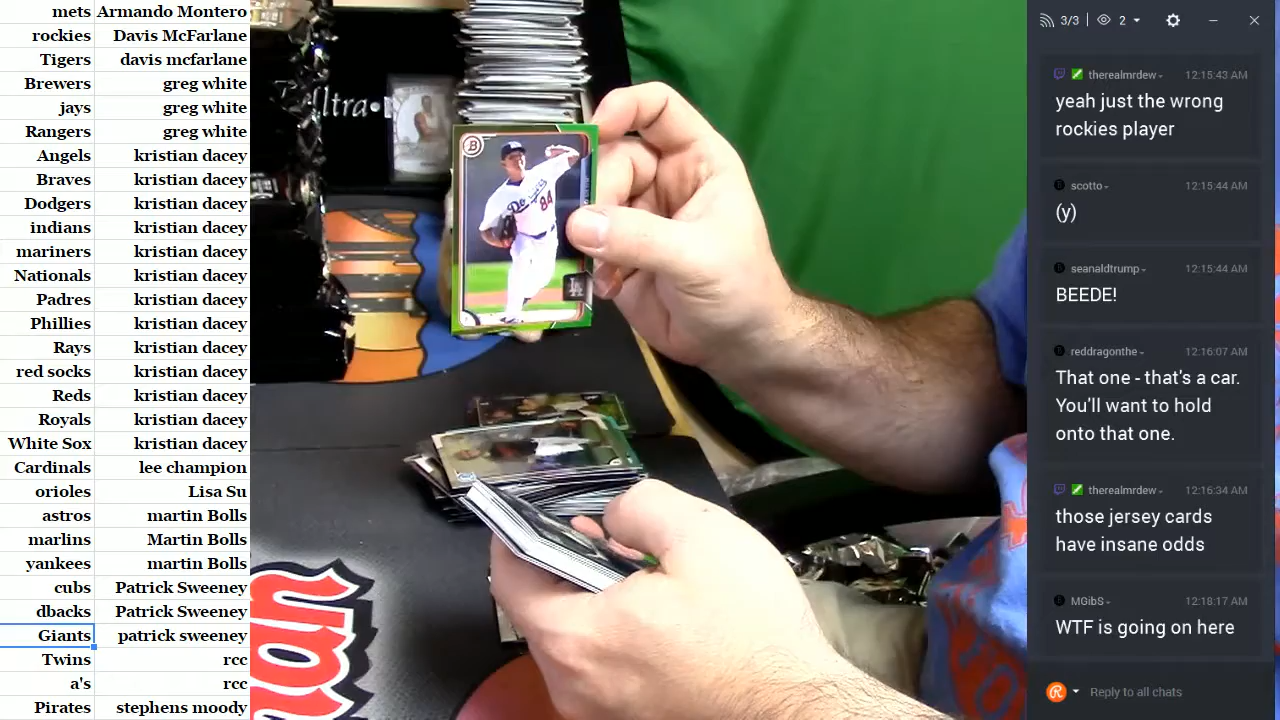 mets Armando Montero
rockies Davis McFarlane
Tigers davis mcfarlane
Brewers greg white
jays greg white
Rangers greg white
Angels kristian dacey
Braves kristian dacey
Dodgers kristian dacey
indians kristian dacey
mariners kristian dacey
Nationals kristian dacey
Padres kristian dacey
Phillies kristian dacey
Rays kristian dacey
red socks kristian dacey
Reds kristian dacey
Royals kristian dacey
White Sox kristian dacey
Cardinals lee champion
orioles Lisa Su
astros martin Bolls
marlins Martin Bolls
yankees martin Bolls
cubs Patrick Sweeney
dbacks Patrick Sweeney
Giants patrick sweeney
Twins rcc
a's rcc
Pirates stephens moody
B
Dodgers
84
LA
3/3 2
therealmrdew 12:15:43 AM
yeah just the wrong
rockies player
scotto 12:15:44 AM
(y)
seanaldtrump 12:15:44 AM
BEEDE!
reddragonthe 12:16:07 AM
That one - that's a car.
You'll want to hold
onto that one.
therealmrdew 12:16:34 AM
those jersey cards
have insane odds
MGibS 12:18:17 AM
WTF is going on here
Reply to all chats